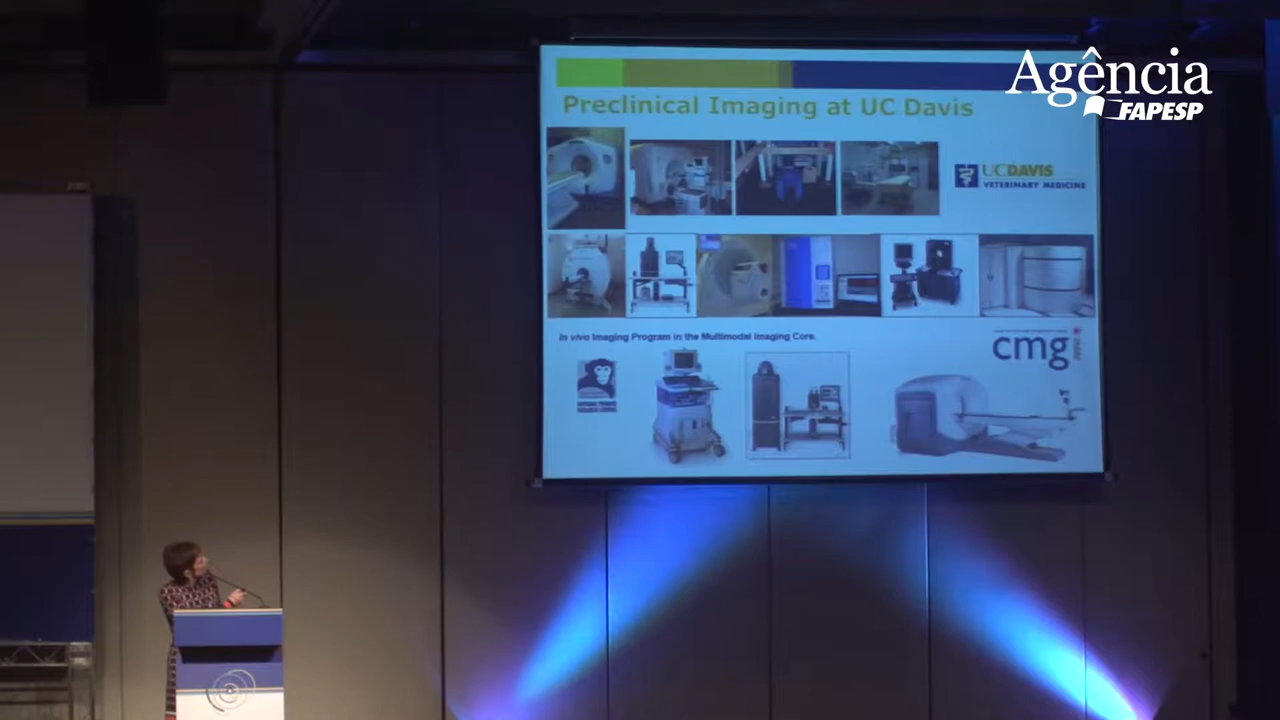 Agência
FAPESP
Preclinical Imaging at UC Davis
UCDAVIS
VETERINARY MEDICINE
In vivo Imaging Program in the Multimodal Imaging Core.
cmg